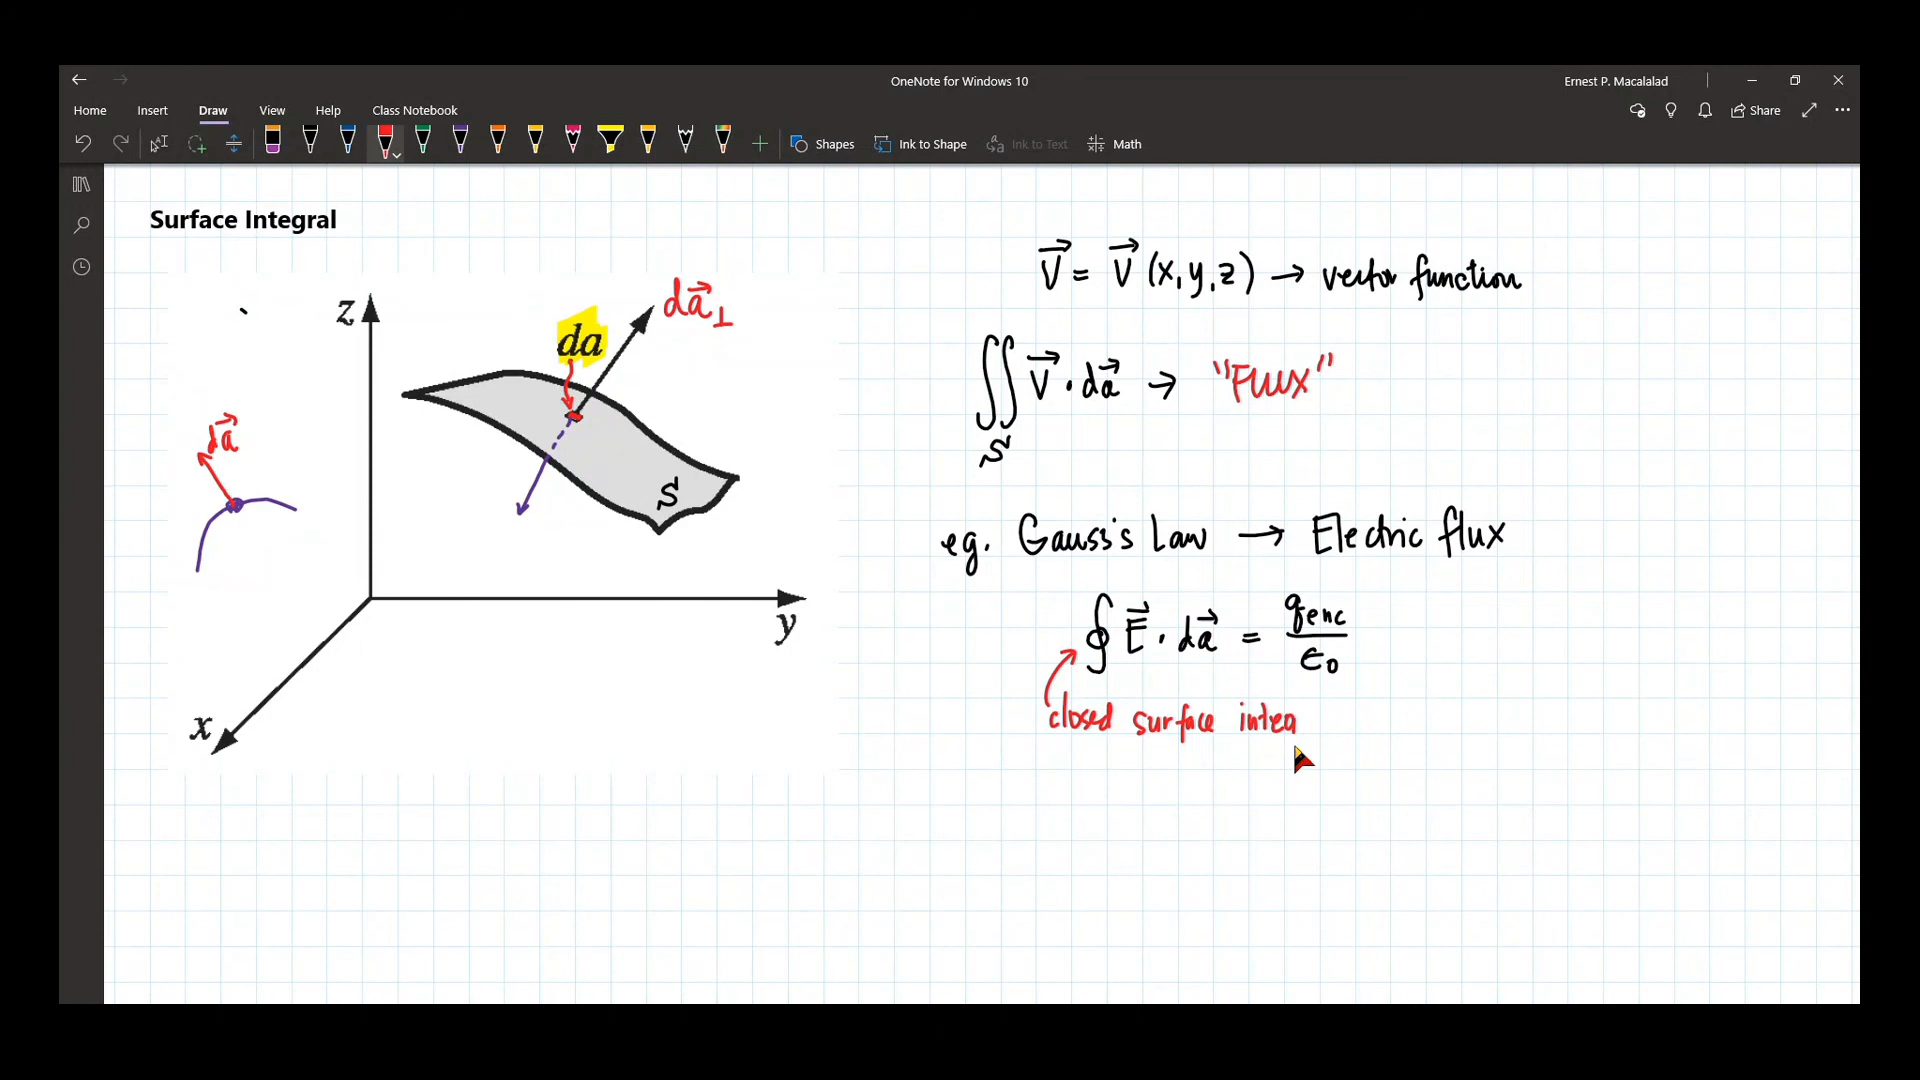 OneNote for Windows 10
Ernest P. Macalalad
Home Insert Draw View Help Class Notebook
Share
Shapes Ink to Shape Ink to Text Math
Surface Integral
z
da
da⃗⊥
S
da⃗
y
x
V⃗ = V⃗ (x, y, z) → vector function
∬ V⃗ · da⃗ → "Flux"
S
eg. Gauss's Law → Electric flux
∮ E⃗ · da⃗ = qenc / ε0
closed surface integ